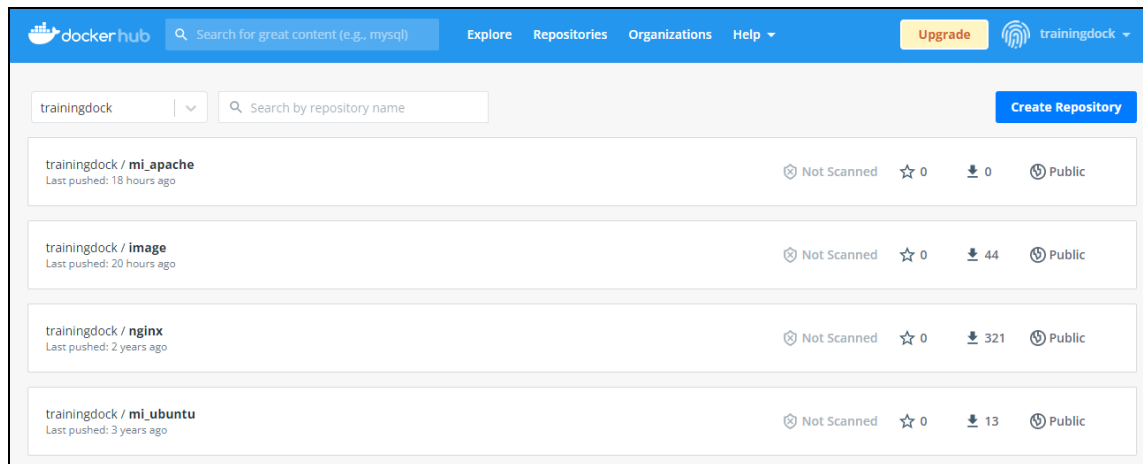 dockerhub Search for great content (e.g., mysql) Explore Repositories Organizations Help Upgrade trainingdock
trainingdock Search by repository name Create Repository
trainingdock / mi_apache
Last pushed: 18 hours ago
Not Scanned 0 0 Public
trainingdock / image
Last pushed: 20 hours ago
Not Scanned 0 44 Public
trainingdock / nginx
Last pushed: 2 years ago
Not Scanned 0 321 Public
trainingdock / mi_ubuntu
Last pushed: 3 years ago
Not Scanned 0 13 Public